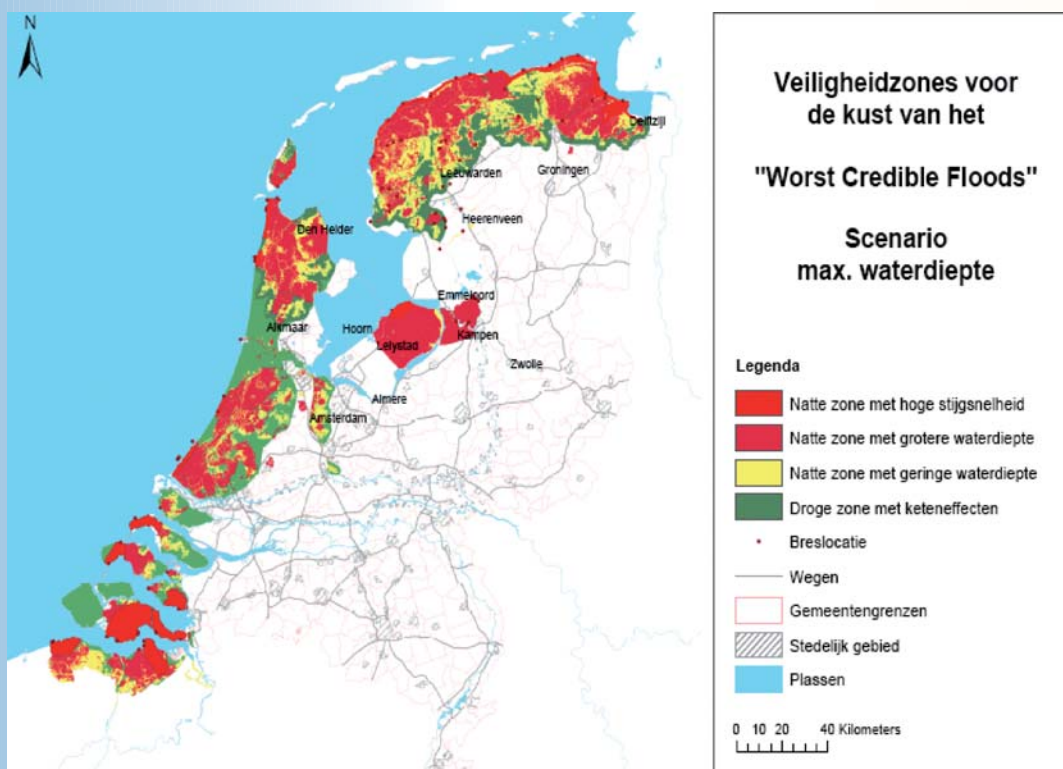 N
Delfzijl
Leeuwarden
Groningen
Heerenveen
Den Helder
Emmeloord
Alkmaar
Hoorn
Kampen
Lelystad
Zwolle
Almere
Amsterdam
Veiligheidzones voor
de kust van het
"Worst Credible Floods"
Scenario
max. waterdiepte
Legenda
Natte zone met hoge stijgsnelheid
Natte zone met grotere waterdiepte
Natte zone met geringe waterdiepte
Droge zone met keteneffecten
Breslocatie
Wegen
Gemeentengrenzen
Stedelijk gebied
Plassen
0 10 20 40 Kilometers